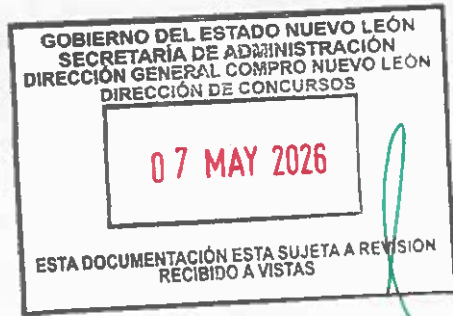 GOBIERNO DEL ESTADO NUEVO LEÓN
SECRETARÍA DE ADMINISTRACIÓN
DIRECCIÓN GENERAL COMPRO NUEVO LEÓN
DIRECCIÓN DE CONCURSOS
07 MAY 2026
ESTA DOCUMENTACIÓN ESTA SUJETA A REVISIÓN
RECIBIDO A VISTAS